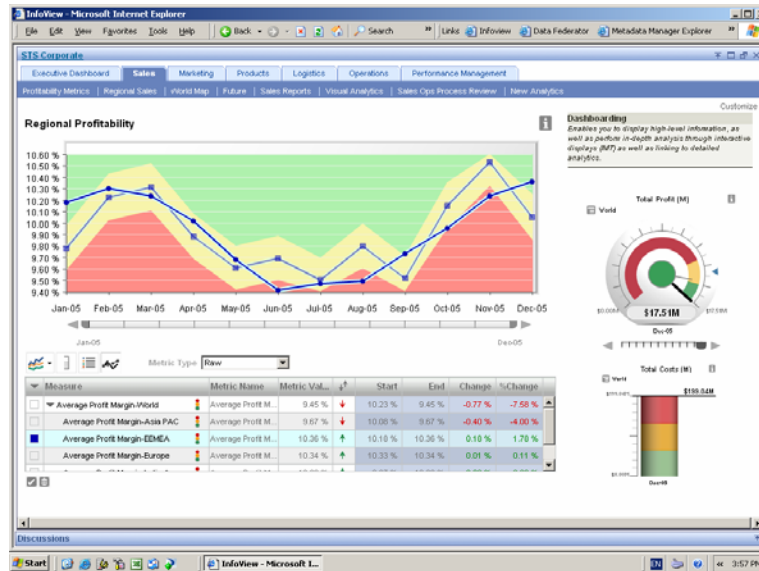 InfoView - Microsoft Internet Explorer
File Edit View Favorites Tools Help Back Search Links Infoview Data Federator Metadata Manager Explorer
STS Corporate
Executive Dashboard Sales Marketing Products Logistics Operations Performance Management
Profitability Metrics | Regional Sales | World Map | Future | Sales Reports | Visual Analytics | Sales Ops Process Review | New Analytics
Customize
Regional Profitability
Dashboarding
Enables you to display high-level information, as
well as perform in-depth analysis through interactive
displays (IMT) as well as linking to detailed
analytics.
10.60 %
10.50 %
10.40 %
10.30 %
10.20 %
10.10 %
10.00 %
9.90 %
9.80 %
9.70 %
9.60 %
9.50 %
9.40 %
Jan-05 Feb-05 Mar-05 Apr-05 May-05 Jun-05 Jul-05 Aug-05 Sep-05 Oct-05 Nov-05 Dec-05
Jan-05 Dec-05
Total Profit (M)
World
$17.51M
Dec-05
Metric Type Raw
Total Costs (M)
World
$199.04M
Dec-05
Measure Metric Name Metric Val... Start End Change %Change
Average Profit Margin-World Average Profit M... 9.45 % 10.23 % 9.45 % -0.77 % -7.58 %
Average Profit Margin-Asia PAC Average Profit M... 9.67 % 10.08 % 9.67 % -0.40 % -4.00 %
Average Profit Margin-EEMEA Average Profit M... 10.36 % 10.18 % 10.36 % 0.18 % 1.78 %
Average Profit Margin-Europe Average Profit M... 10.34 % 10.33 % 10.34 % 0.01 % 0.11 %
Discussions
Start InfoView - Microsoft I... EN 3:57 PM